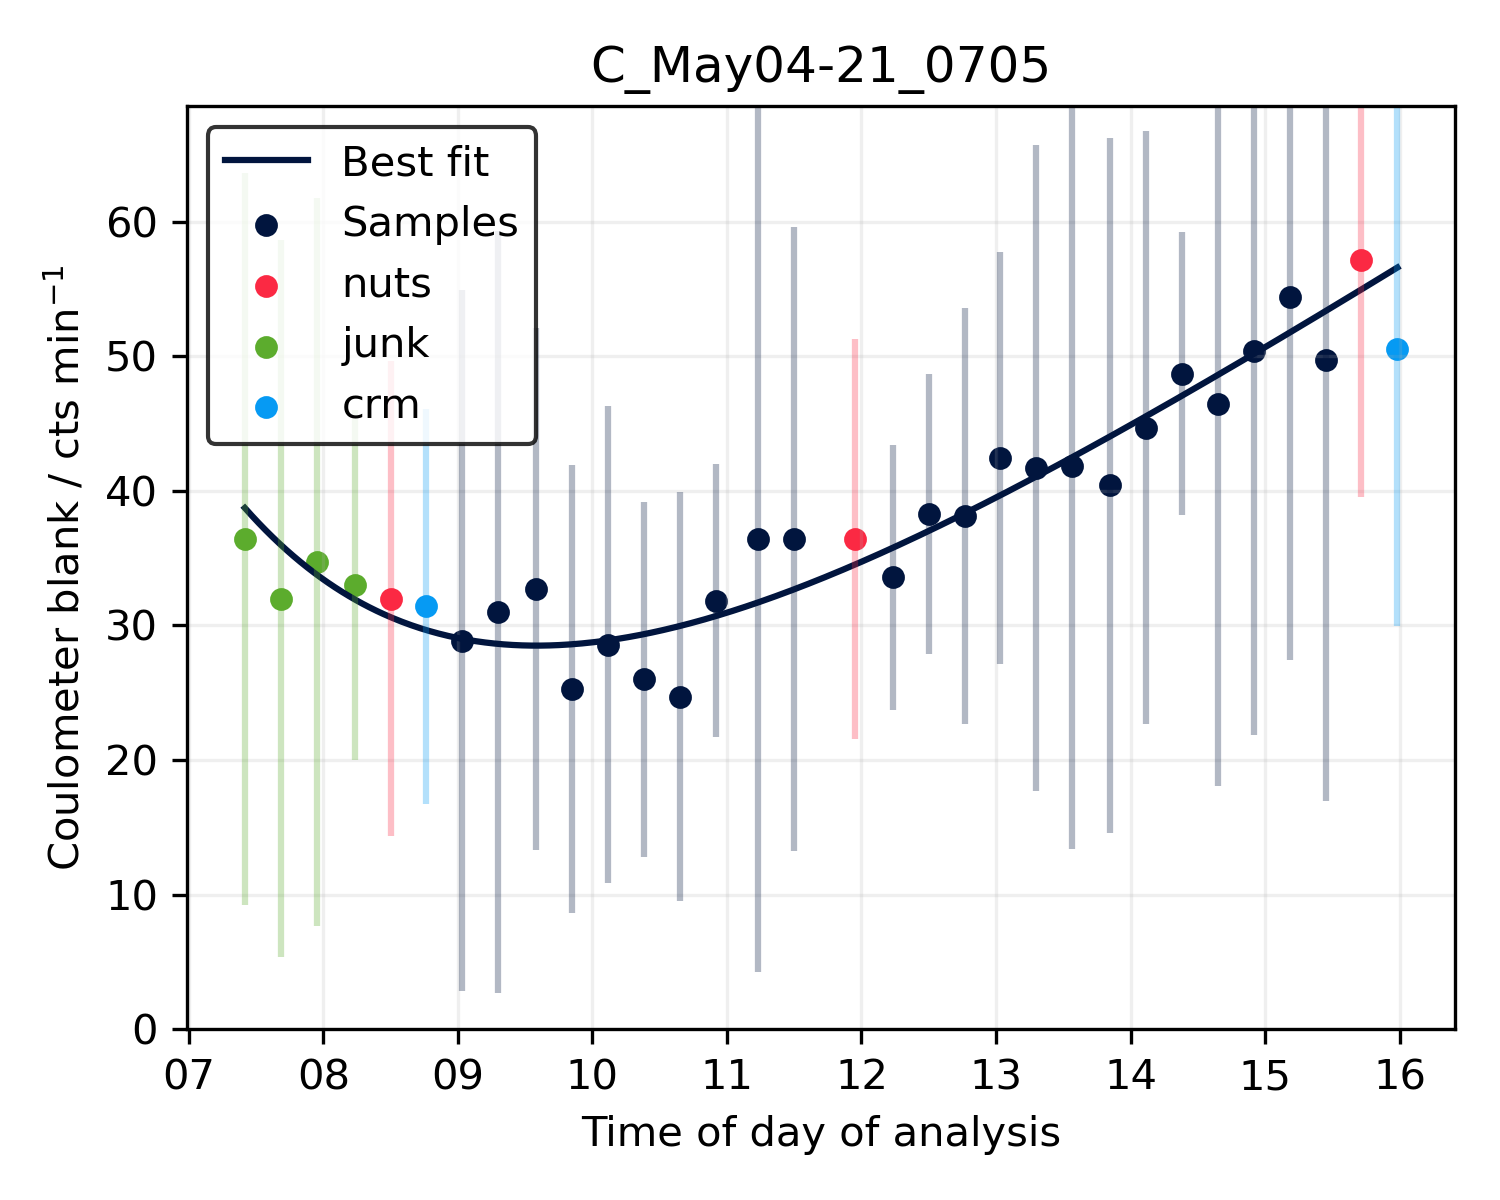 C_May04-21_0705
Best fit
Samples
nuts
junk
crm
Coulometer blank / cts min⁻¹
60
50
40
30
20
10
0
07 08 09 10 11 12 13 14 15 16
Time of day of analysis